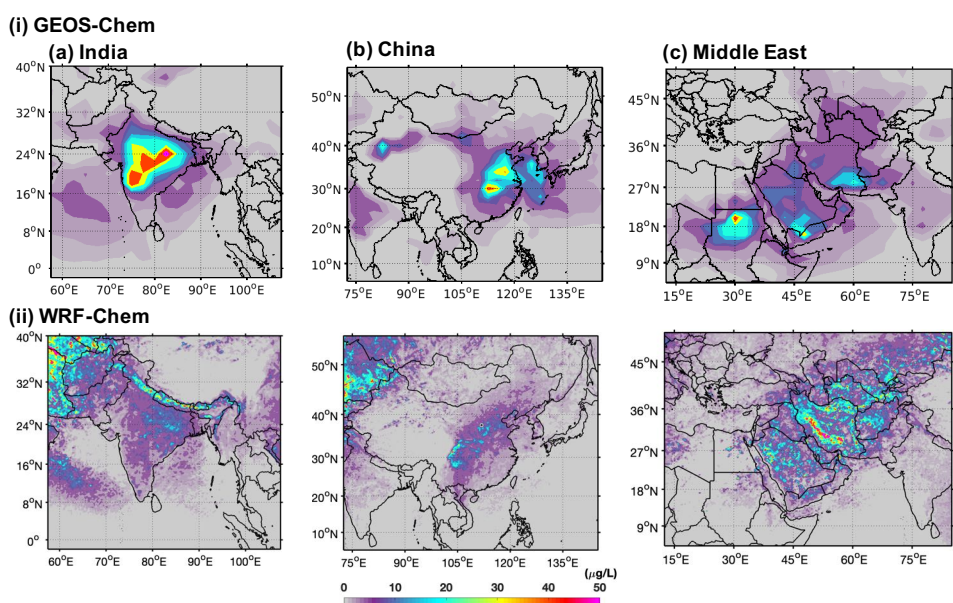 (i) GEOS-Chem
(a) India
(b) China
(c) Middle East
40°N
32°N
24°N
16°N
8°N
0°
60°E
70°E
80°E
90°E
100°E
50°N
40°N
30°N
20°N
10°N
75°E
90°E
105°E
120°E
135°E
45°N
36°N
27°N
18°N
9°N
15°E
30°E
45°E
60°E
75°E
(ii) WRF-Chem
40°N
32°N
24°N
16°N
8°N
0°
60°E
70°E
80°E
90°E
100°E
50°N
40°N
30°N
20°N
10°N
75°E
90°E
105°E
120°E
135°E
45°N
36°N
27°N
18°N
9°N
15°E
30°E
45°E
60°E
75°E
(μg/L)
0 10 20 30 40 50